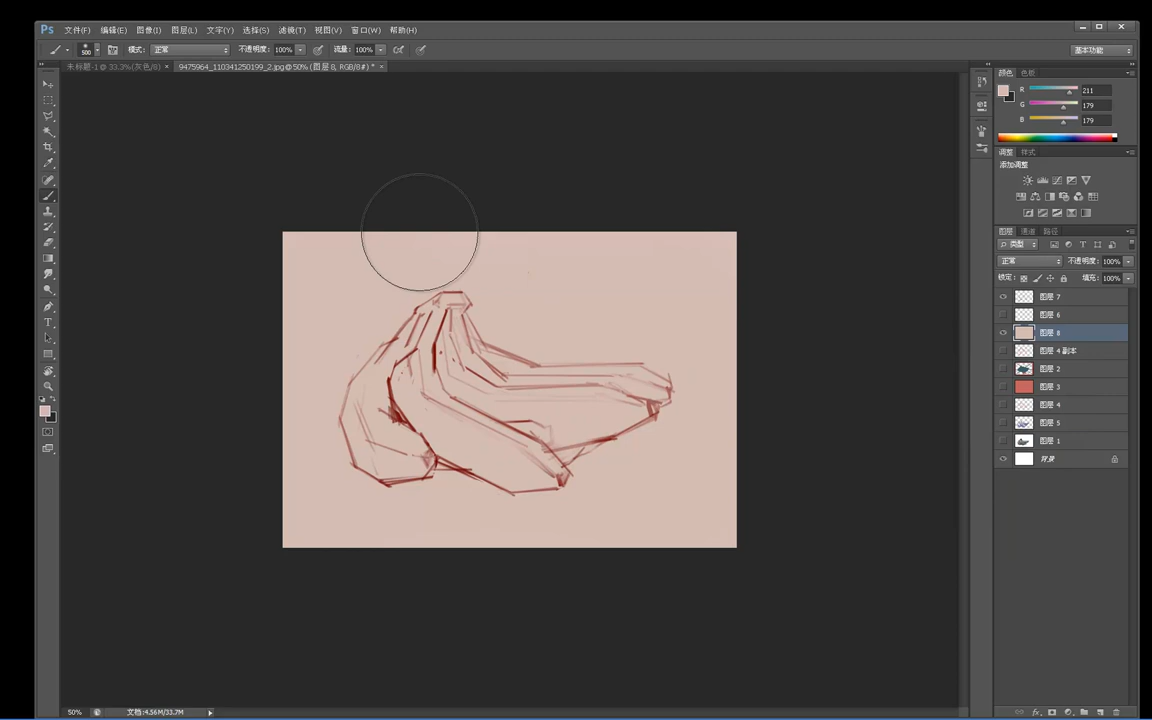 Ps 文件(F) 编辑(E) 图像(I) 图层(L) 文字(Y) 选择(S) 滤镜(T) 视图(V) 窗口(W) 帮助(H)
500 模式: 正常 不透明度: 100% 流量: 100% 基本功能
未标题-1 @ 33.3%(灰色/8) × 9475964_110341250199_2.jpg @ 50% (图层 8, RGB/8#) * ×
颜色 色板
R 211
G 179
B 179
调整 样式
添加调整
图层 通道 路径
类型
正常 不透明度: 100%
锁定: 填充: 100%
图层 7
图层 6
图层 8
图层 4 副本
图层 2
图层 3
图层 4
图层 5
图层 1
背景
50% 文档:4.56M/33.7M